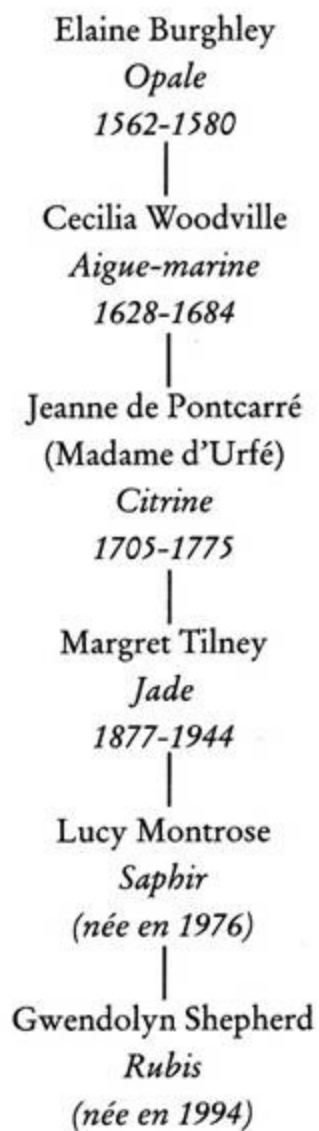 Elaine Burghley
Opale
1562-1580
Cecilia Woodville
Aigue-marine
1628-1684
Jeanne de Pontcarré
(Madame d'Urfé)
Citrine
1705-1775
Margret Tilney
Jade
1877-1944
Lucy Montrose
Saphir
(née en 1976)
Gwendolyn Shepherd
Rubis
(née en 1994)